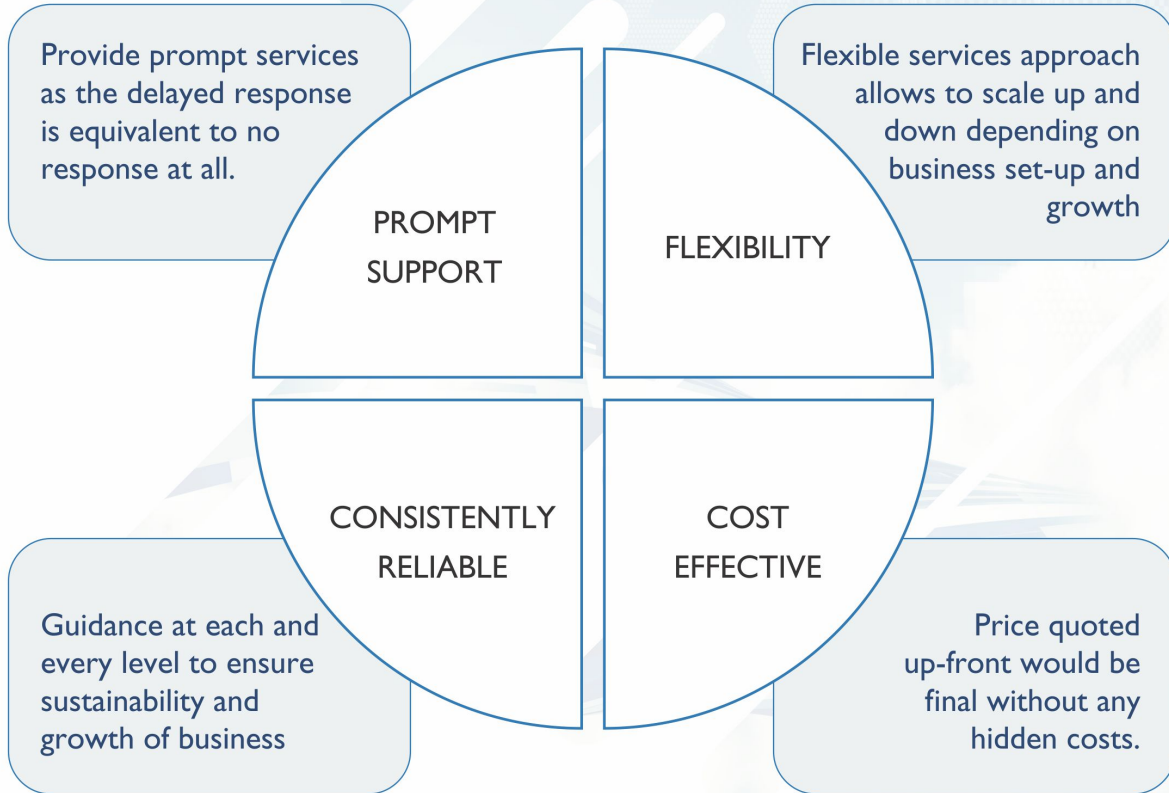 Provide prompt services
as the delayed response
is equivalent to no
response at all.
PROMPT
SUPPORT
Flexible services approach
allows to scale up and
down depending on
business set-up and
growth
FLEXIBILITY
Guidance at each and
every level to ensure
sustainability and
growth of business
CONSISTENTLY
RELIABLE
COST
EFFECTIVE
Price quoted
up-front would be
final without any
hidden costs.